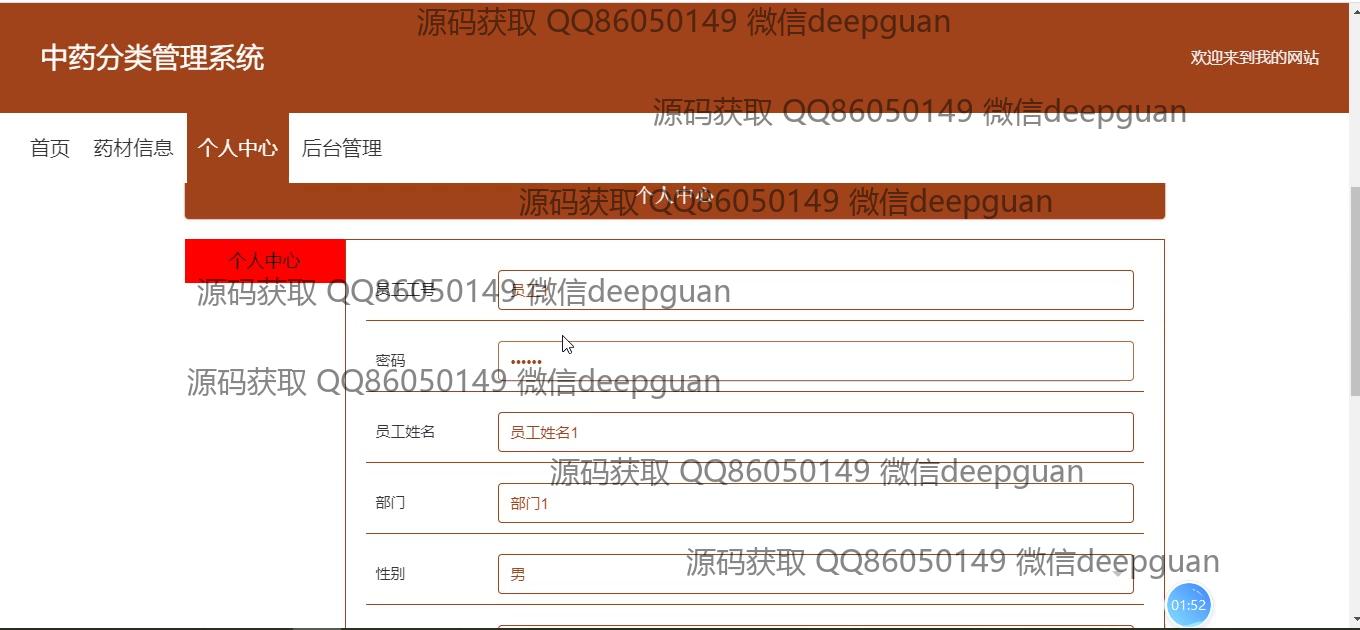 源码获取 QQ86050149 微信deepguan
中药分类管理系统
欢迎来到我的网站
源码获取 QQ86050149 微信deepguan
首页 药材信息 个人中心 后台管理
个人中心
源码获取 QQ86050149 微信deepguan
个人中心
员工工号
员工1
源码获取 QQ86050149 微信deepguan
密码
••••••
源码获取 QQ86050149 微信deepguan
员工姓名
员工姓名1
源码获取 QQ86050149 微信deepguan
部门
部门1
源码获取 QQ86050149 微信deepguan
性别
男
01:52